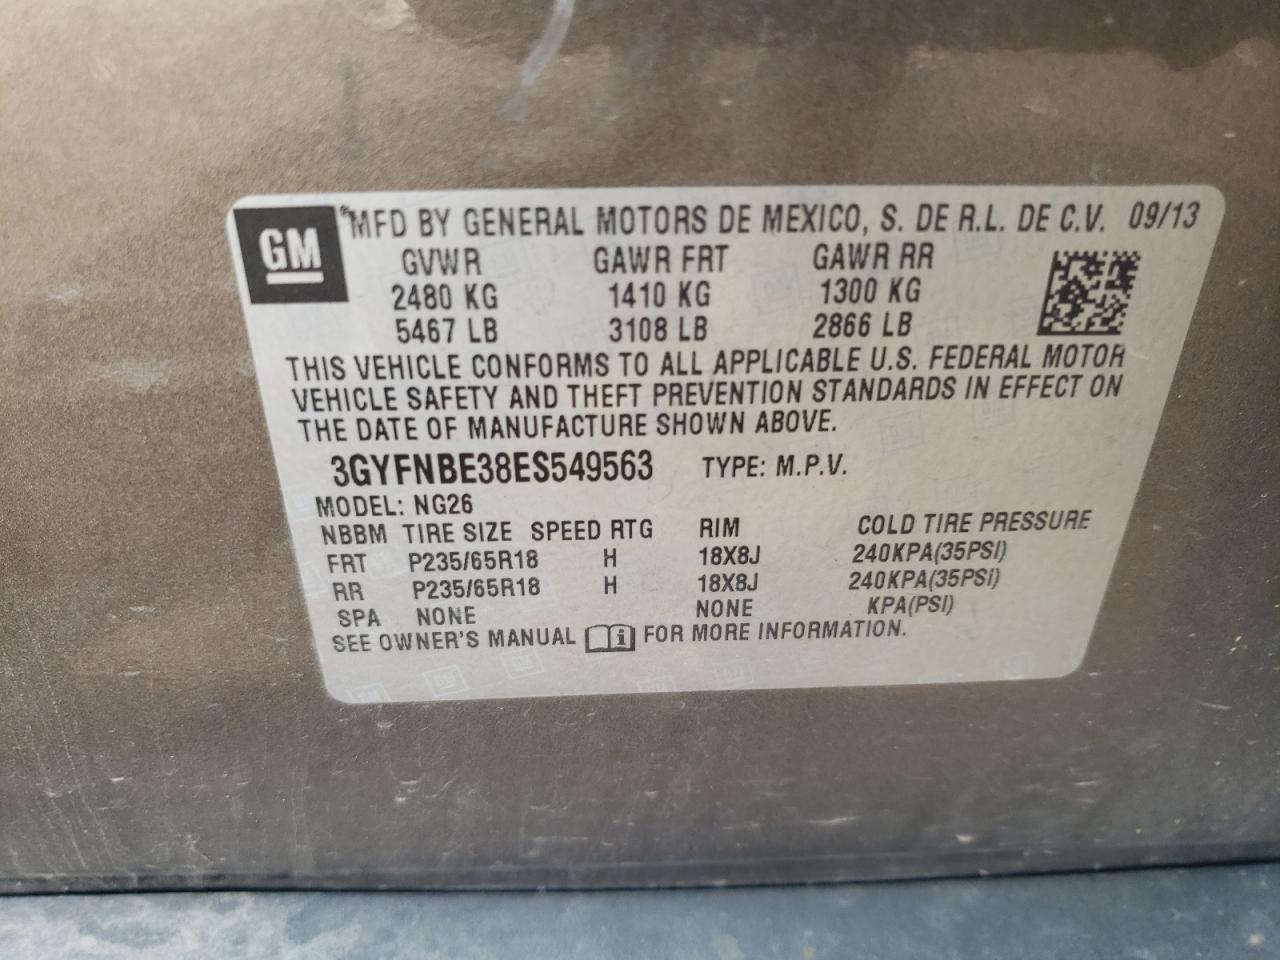 GM
®MFD BY GENERAL MOTORS DE MEXICO, S. DE R.L. DE C.V. 09/13
GVWR GAWR FRT GAWR RR
2480 KG 1410 KG 1300 KG
5467 LB 3108 LB 2866 LB
THIS VEHICLE CONFORMS TO ALL APPLICABLE U.S. FEDERAL MOTOR
VEHICLE SAFETY AND THEFT PREVENTION STANDARDS IN EFFECT ON
THE DATE OF MANUFACTURE SHOWN ABOVE.
3GYFNBE38ES549563 TYPE: M.P.V.
MODEL: NG26
NBBM TIRE SIZE SPEED RTG RIM COLD TIRE PRESSURE
FRT P235/65R18 H 18X8J 240KPA(35PSI)
RR P235/65R18 H 18X8J 240KPA(35PSI)
SPA NONE NONE KPA(PSI)
SEE OWNER'S MANUAL i FOR MORE INFORMATION.